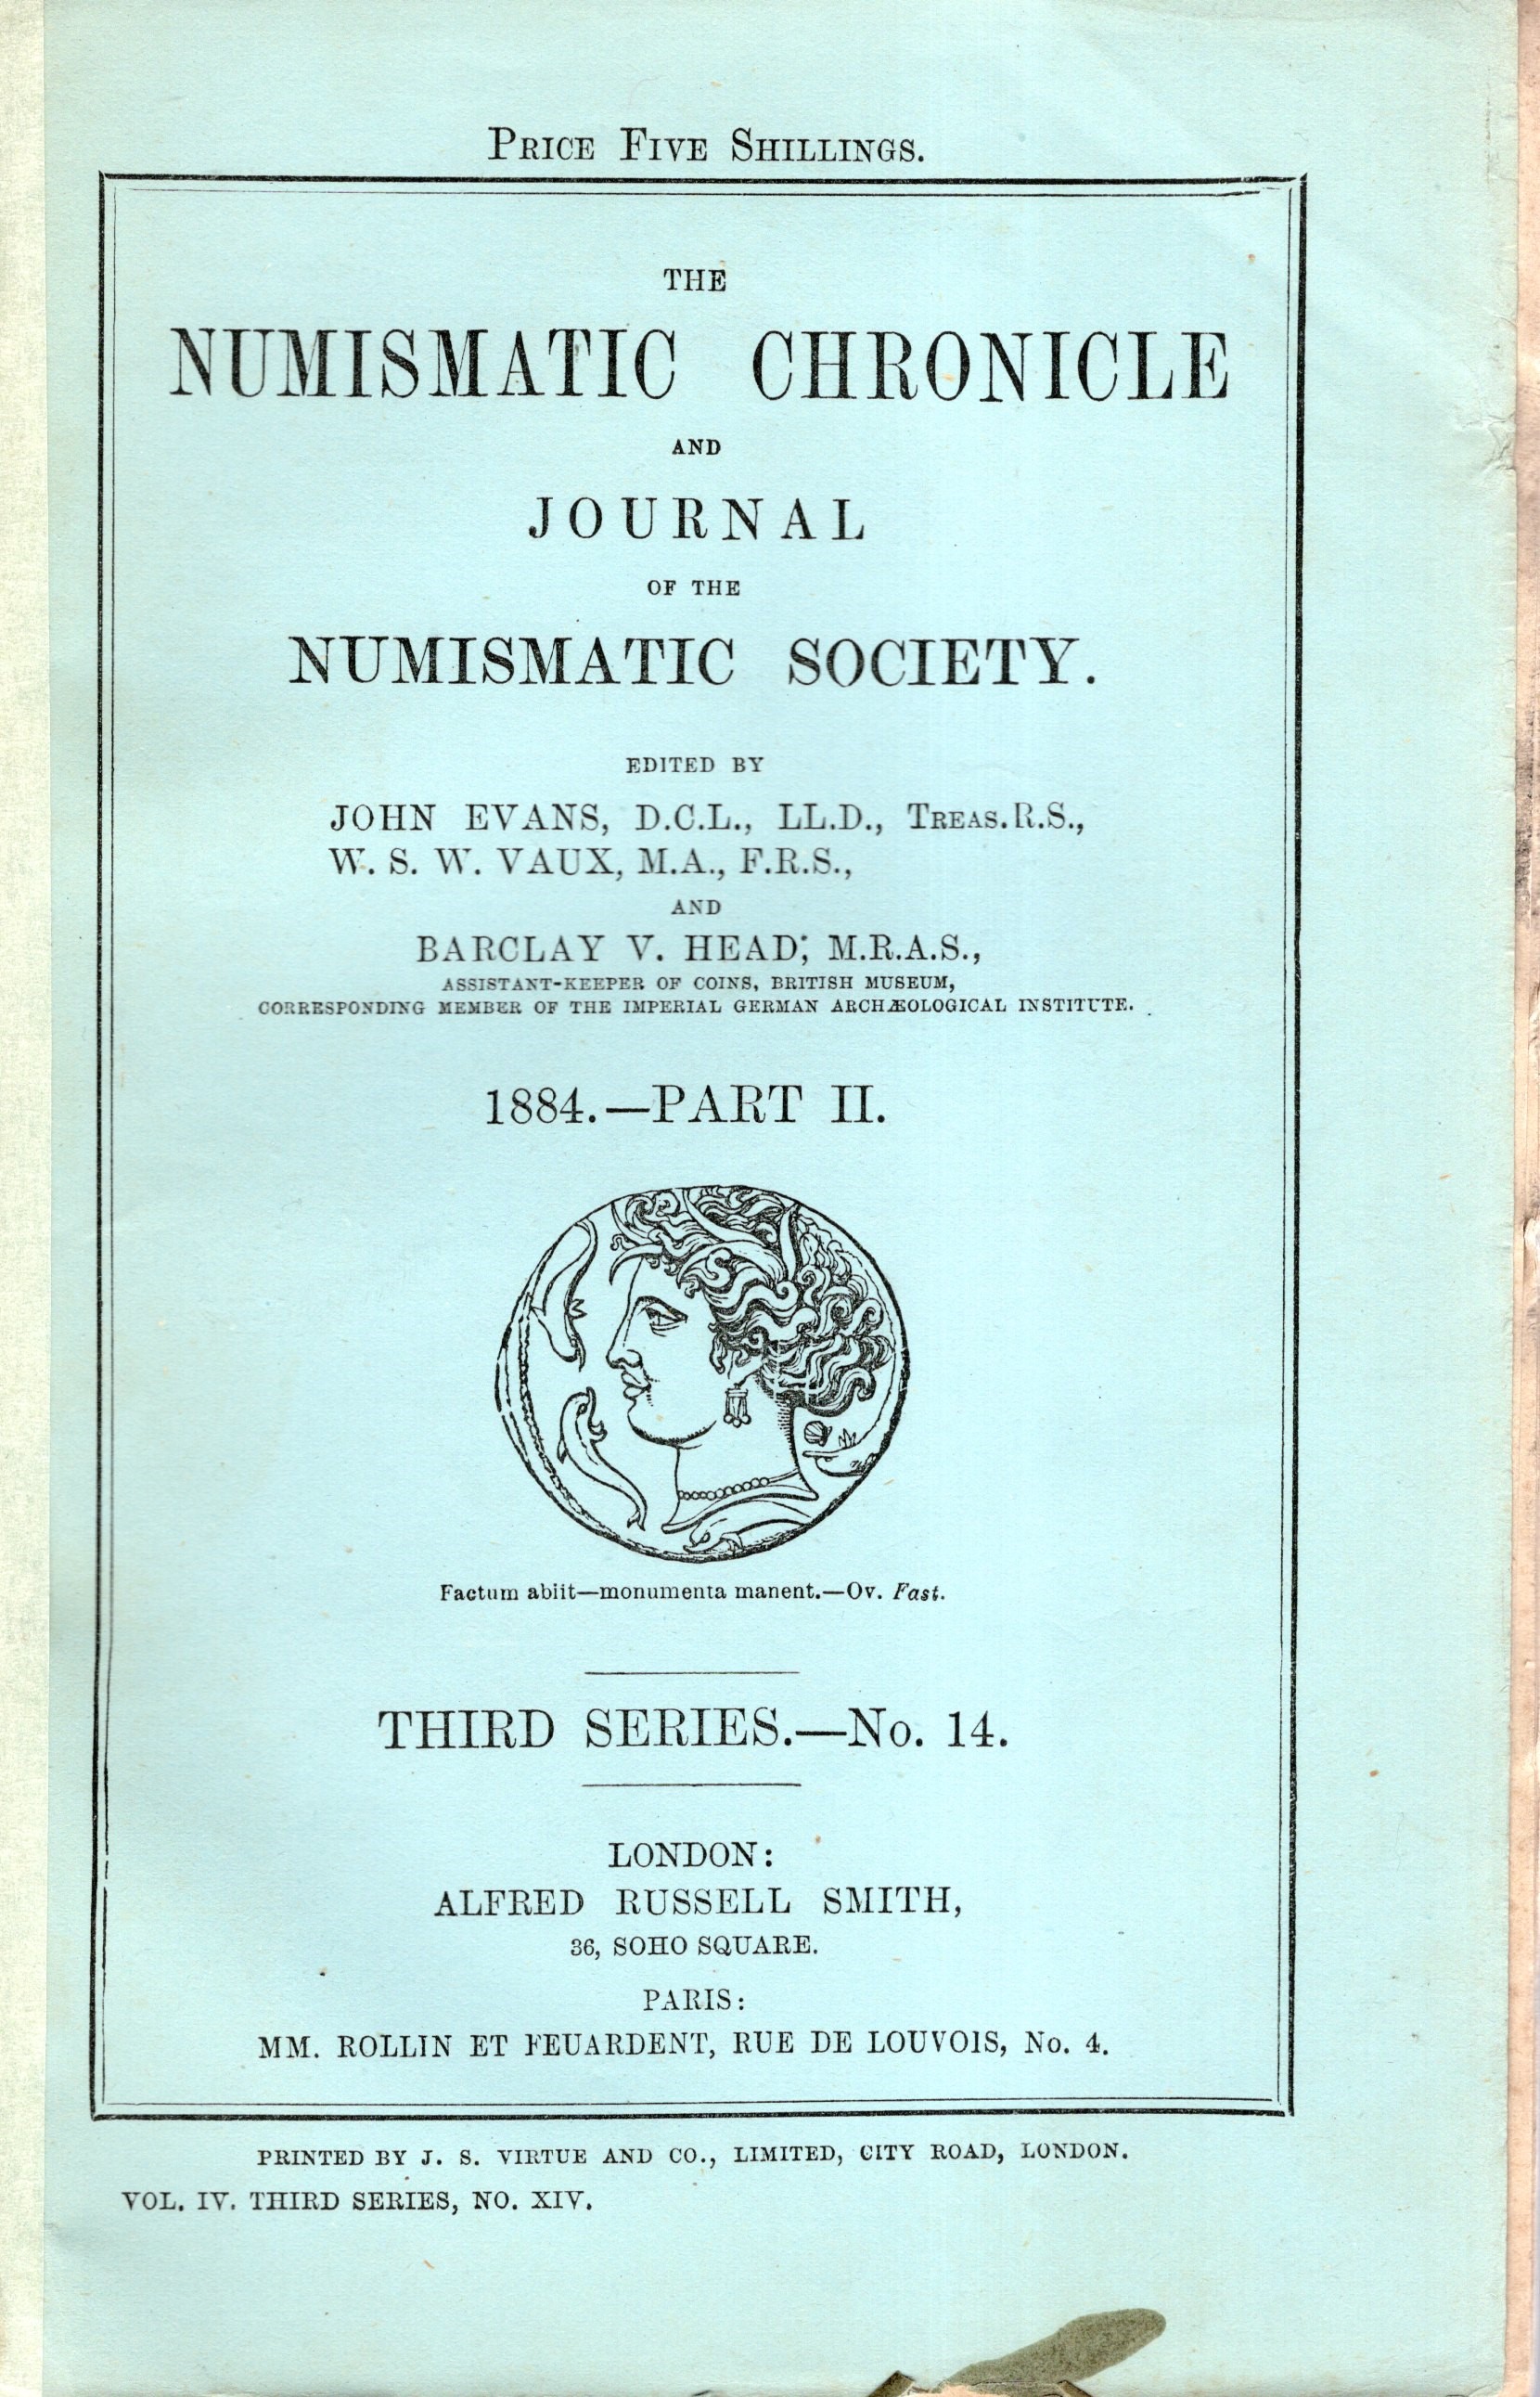 PRICE FIVE SHILLINGS.
THE
NUMISMATIC CHRONICLE
AND
JOURNAL
OF THE
NUMISMATIC SOCIETY.
EDITED BY
JOHN EVANS, D.C.L., LL.D., TREAS.R.S.,
W. S. W. VAUX, M.A., F.R.S.,
AND
BARCLAY V. HEAD, M.R.A.S.,
ASSISTANT-KEEPER OF COINS, BRITISH MUSEUM,
CORRESPONDING MEMBER OF THE IMPERIAL GERMAN ARCHÆOLOGICAL INSTITUTE.
1884.—PART II.
Factum abiit—monumenta manent.—Ov. Fast.
THIRD SERIES.—No. 14.
LONDON:
ALFRED RUSSELL SMITH,
36, SOHO SQUARE.
PARIS:
MM. ROLLIN ET FEUARDENT, RUE DE LOUVOIS, No. 4.
PRINTED BY J. S. VIRTUE AND CO., LIMITED, CITY ROAD, LONDON.
VOL. IV. THIRD SERIES, NO. XIV.